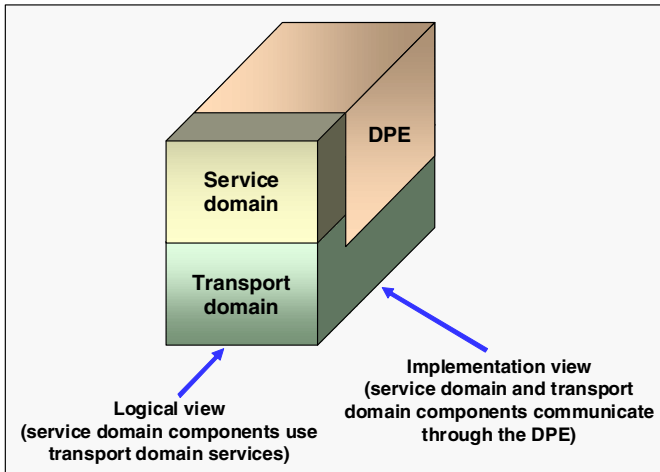 DPE
Service
domain
Transport
domain
Logical view
(service domain components use
transport domain services)
Implementation view
(service domain and transport
domain components communicate
through the DPE)